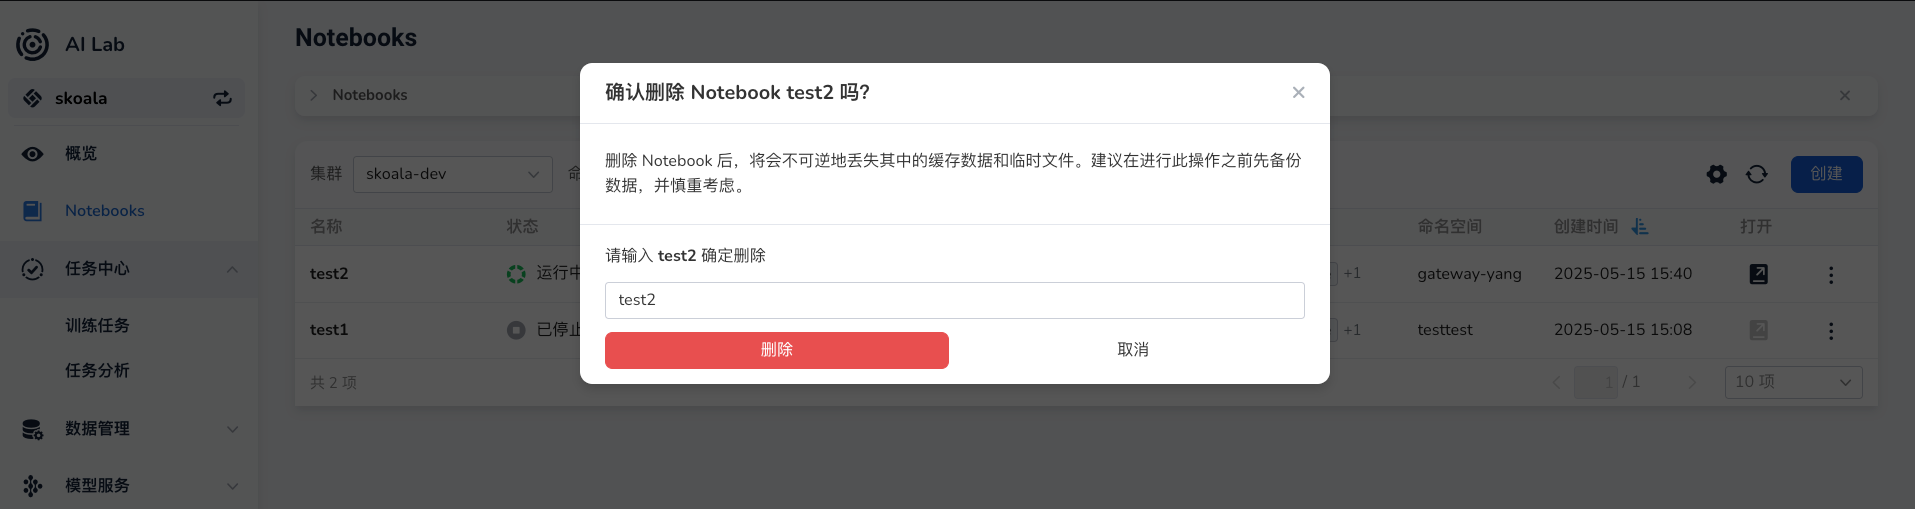 AI Lab
skoala
概览
Notebooks
任务中心
训练任务
任务分析
数据管理
模型服务
Notebooks
Notebooks
集群 skoala-dev 命
创建
名称 状态 命名空间 创建时间 打开
test2 运行中 +1 gateway-yang 2025-05-15 15:40
test1 已停止 +1 testtest 2025-05-15 15:08
共 2 项 1 / 1 10 项
确认删除 Notebook test2 吗?
删除 Notebook 后，将会不可逆地丢失其中的缓存数据和临时文件。建议在进行此操作之前先备份
数据，并慎重考虑。
请输入 test2 确定删除
test2
删除 取消